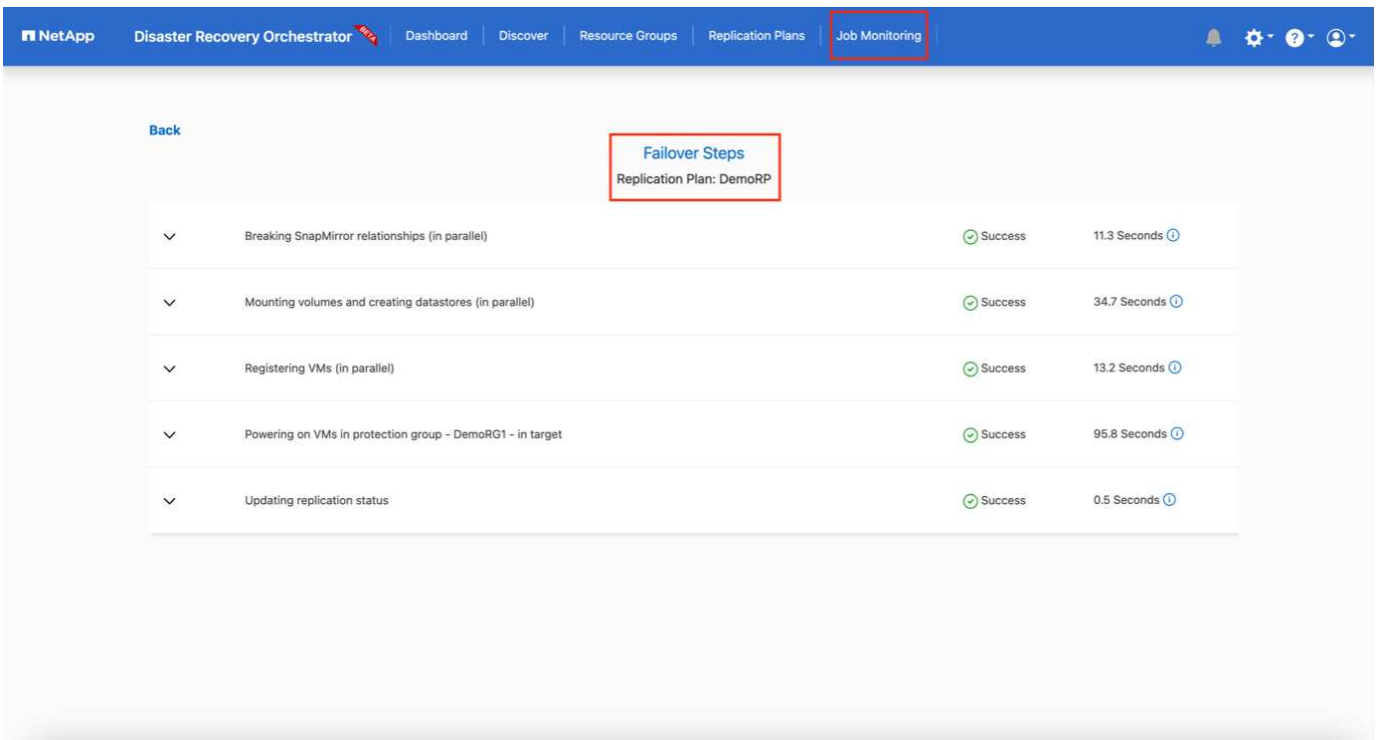 NetApp Disaster Recovery Orchestrator BETA Dashboard Discover Resource Groups Replication Plans Job Monitoring
Back
Failover Steps
Replication Plan: DemoRP
Breaking SnapMirror relationships (in parallel) Success 11.3 Seconds
Mounting volumes and creating datastores (in parallel) Success 34.7 Seconds
Registering VMs (in parallel) Success 13.2 Seconds
Powering on VMs in protection group - DemoRG1 - in target Success 95.8 Seconds
Updating replication status Success 0.5 Seconds